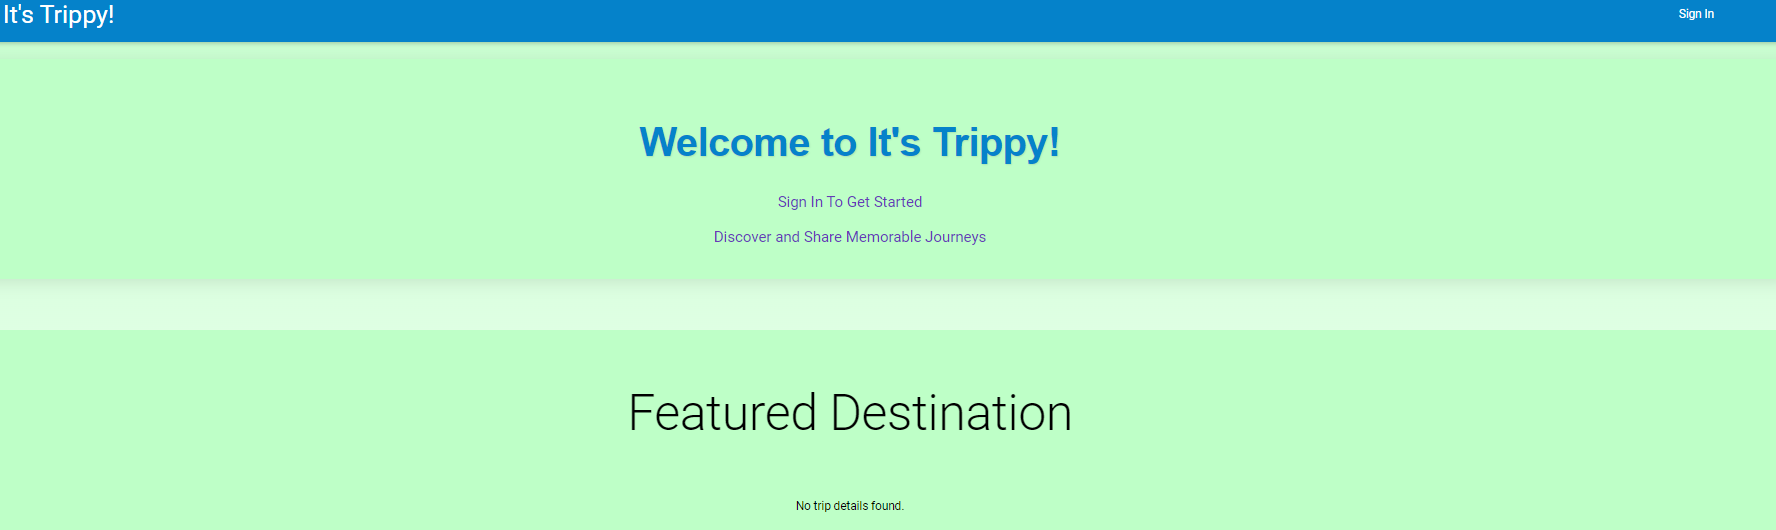 It's Trippy!
Sign In
Welcome to It's Trippy!
Sign In To Get Started
Discover and Share Memorable Journeys
Featured Destination
No trip details found.